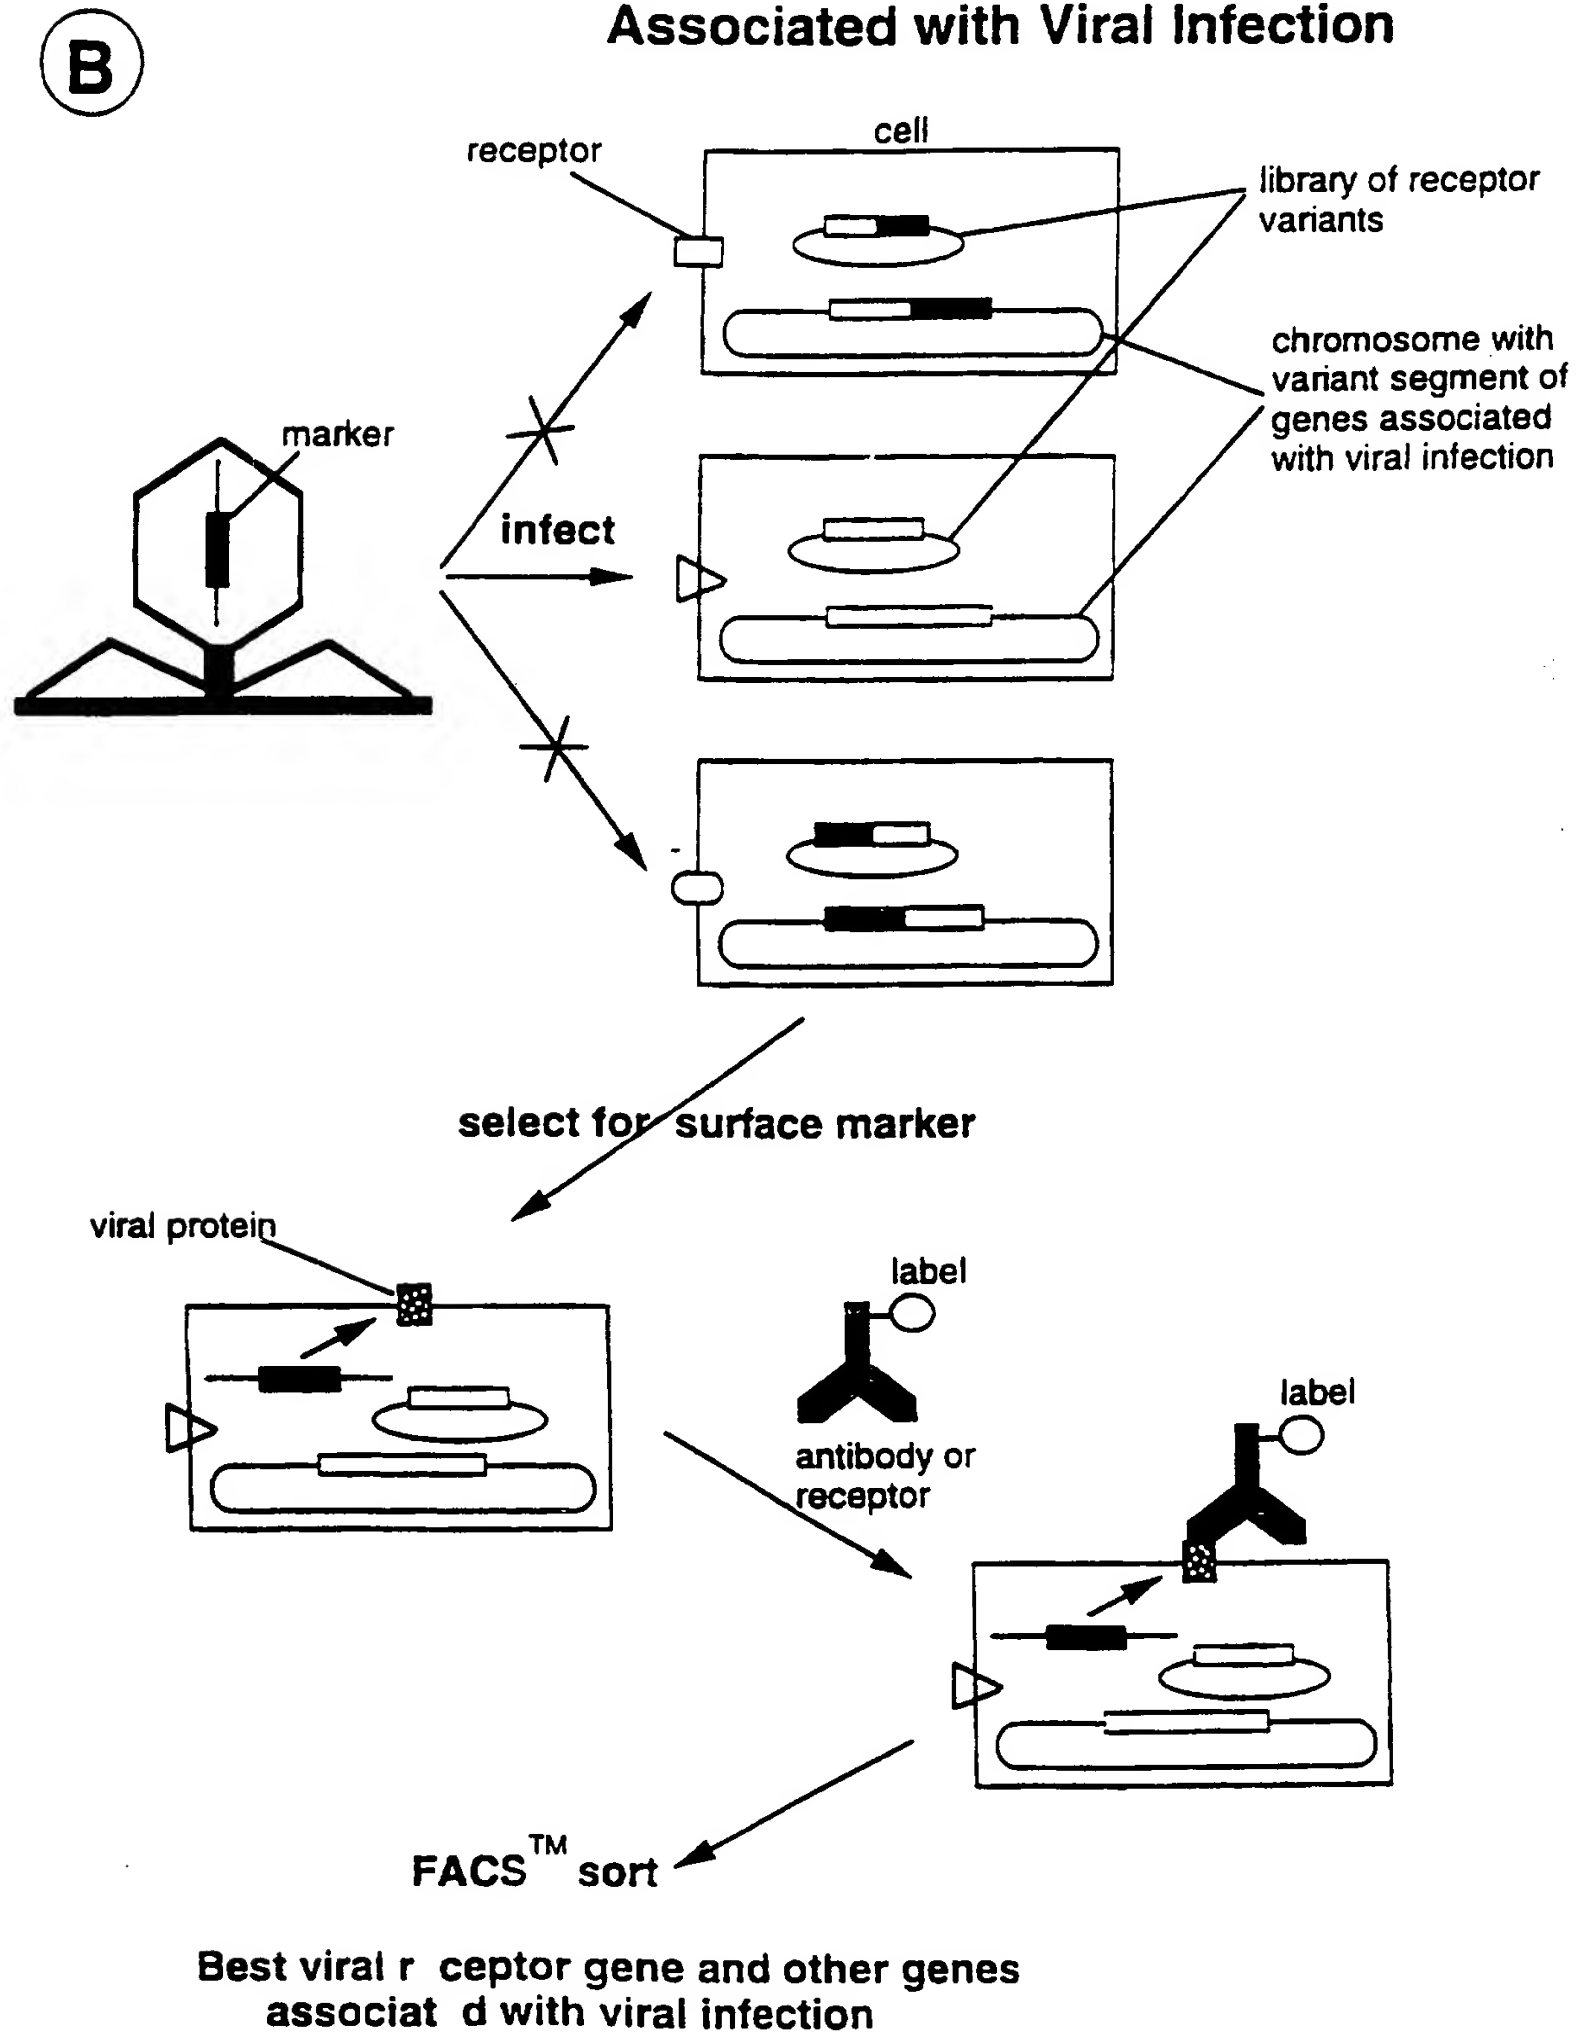 Associated with Viral Infection
B
cell
receptor
library of receptor
variants
chromosome with
variant segment of
genes associated
with viral infection
marker
infect
select for surface marker
viral protein
label
antibody or
receptor
label
FACS™ sort
Best viral r ceptor gene and other genes
associat d with viral infection